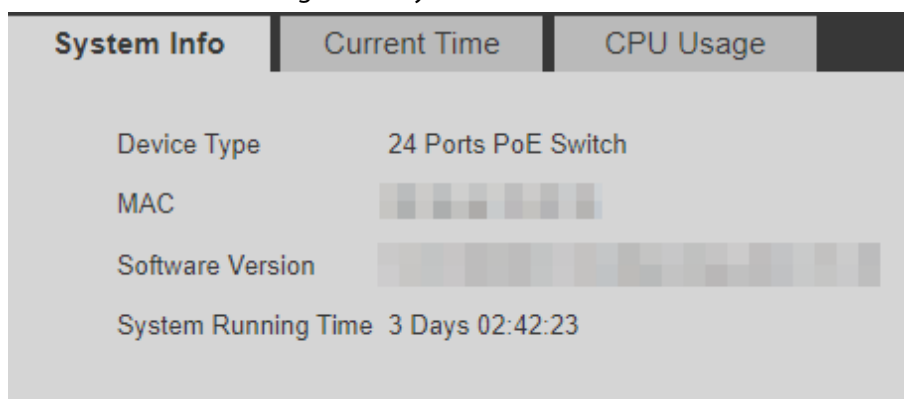 System Info Current Time CPU Usage
Device Type 24 Ports PoE Switch
MAC
Software Version
System Running Time 3 Days 02:42:23